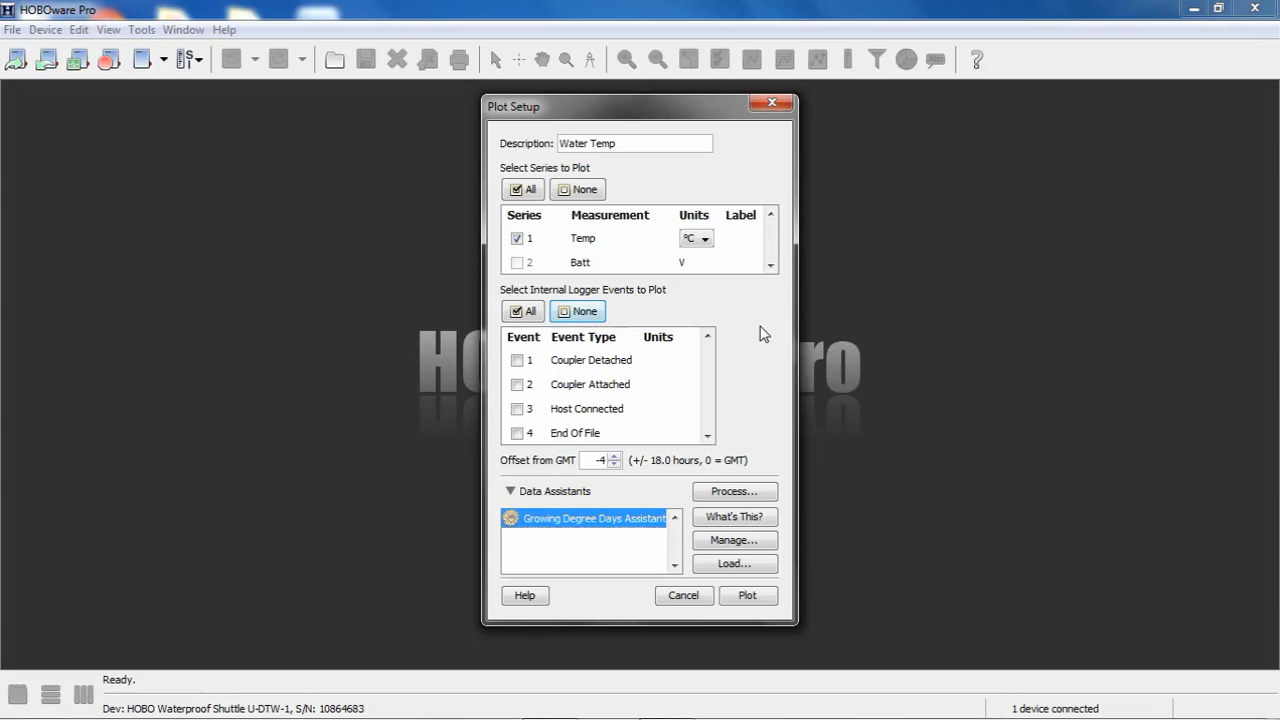 HOBOware Pro
File Device Edit View Tools Window Help
Plot Setup
Description: Water Temp
Select Series to Plot
All None
Series Measurement Units Label
1 Temp °C
2 Batt V
Select Internal Logger Events to Plot
All None
Event Event Type Units
1 Coupler Detached
2 Coupler Attached
3 Host Connected
4 End Of File
Offset from GMT -4 (+/- 18.0 hours, 0 = GMT)
Data Assistants Process...
Growing Degree Days Assistant What's This?
Manage...
Load...
Help Cancel Plot
Ready.
Dev: HOBO Waterproof Shuttle U-DTW-1, S/N: 10864683 1 device connected